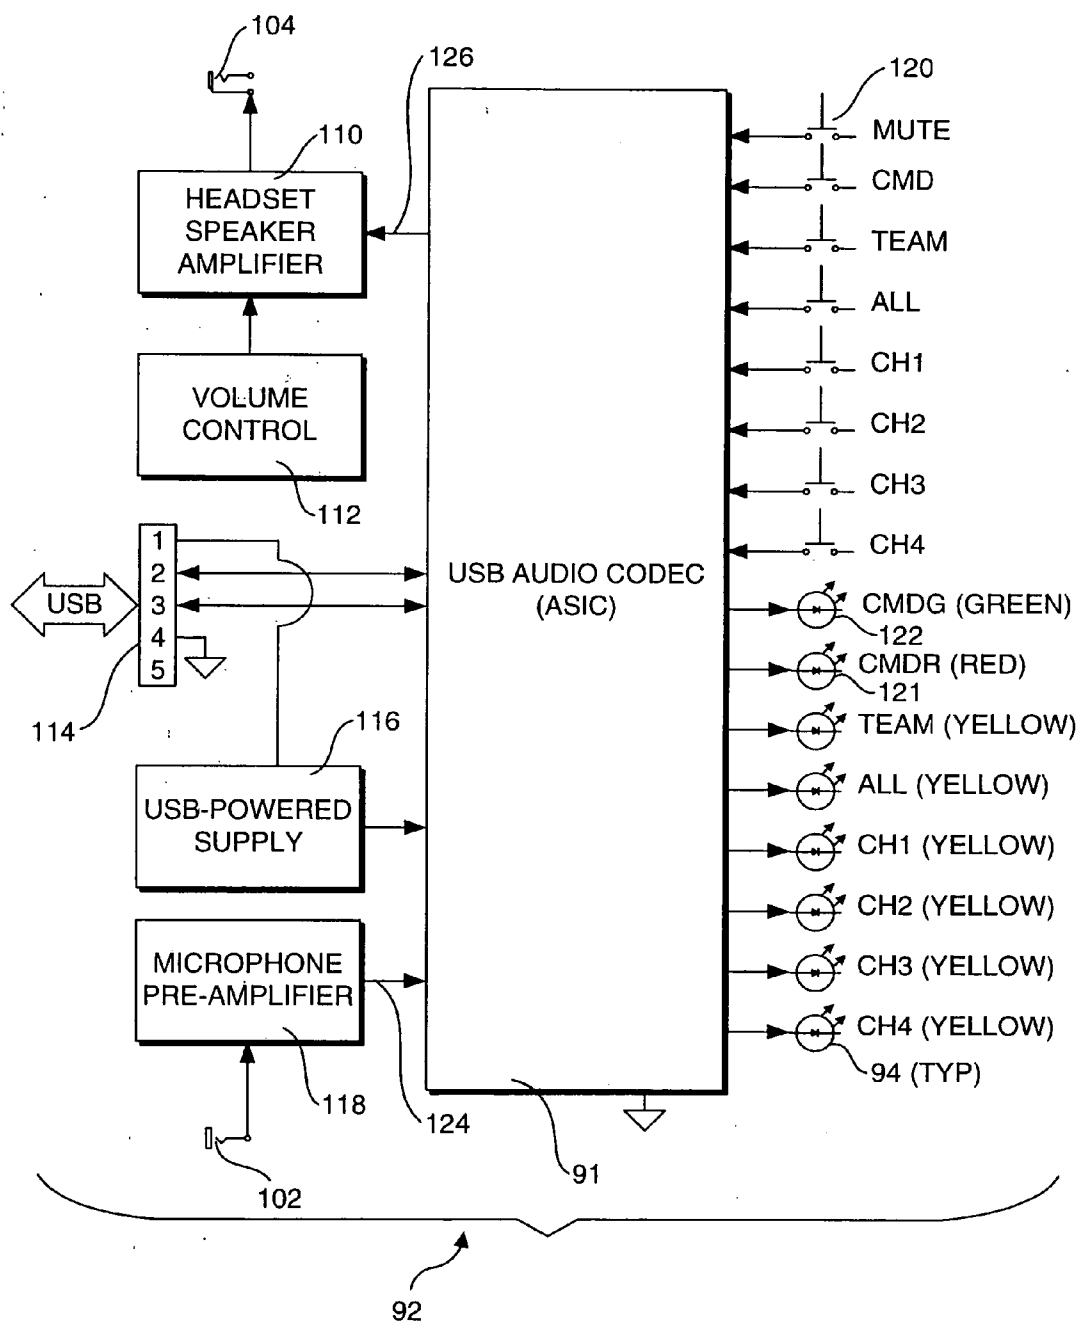 104
126
120
110
MUTE
HEADSET
SPEAKER
AMPLIFIER
CMD
TEAM
ALL
VOLUME
CONTROL
CH1
CH2
112
CH3
CH4
USB
1
2
3
4
5
114
USB AUDIO CODEC
(ASIC)
CMDG (GREEN)
122
CMDR (RED)
121
116
TEAM (YELLOW)
USB-POWERED
SUPPLY
ALL (YELLOW)
CH1 (YELLOW)
CH2 (YELLOW)
MICROPHONE
PRE-AMPLIFIER
CH3 (YELLOW)
CH4 (YELLOW)
94 (TYP)
118
124
91
102
92